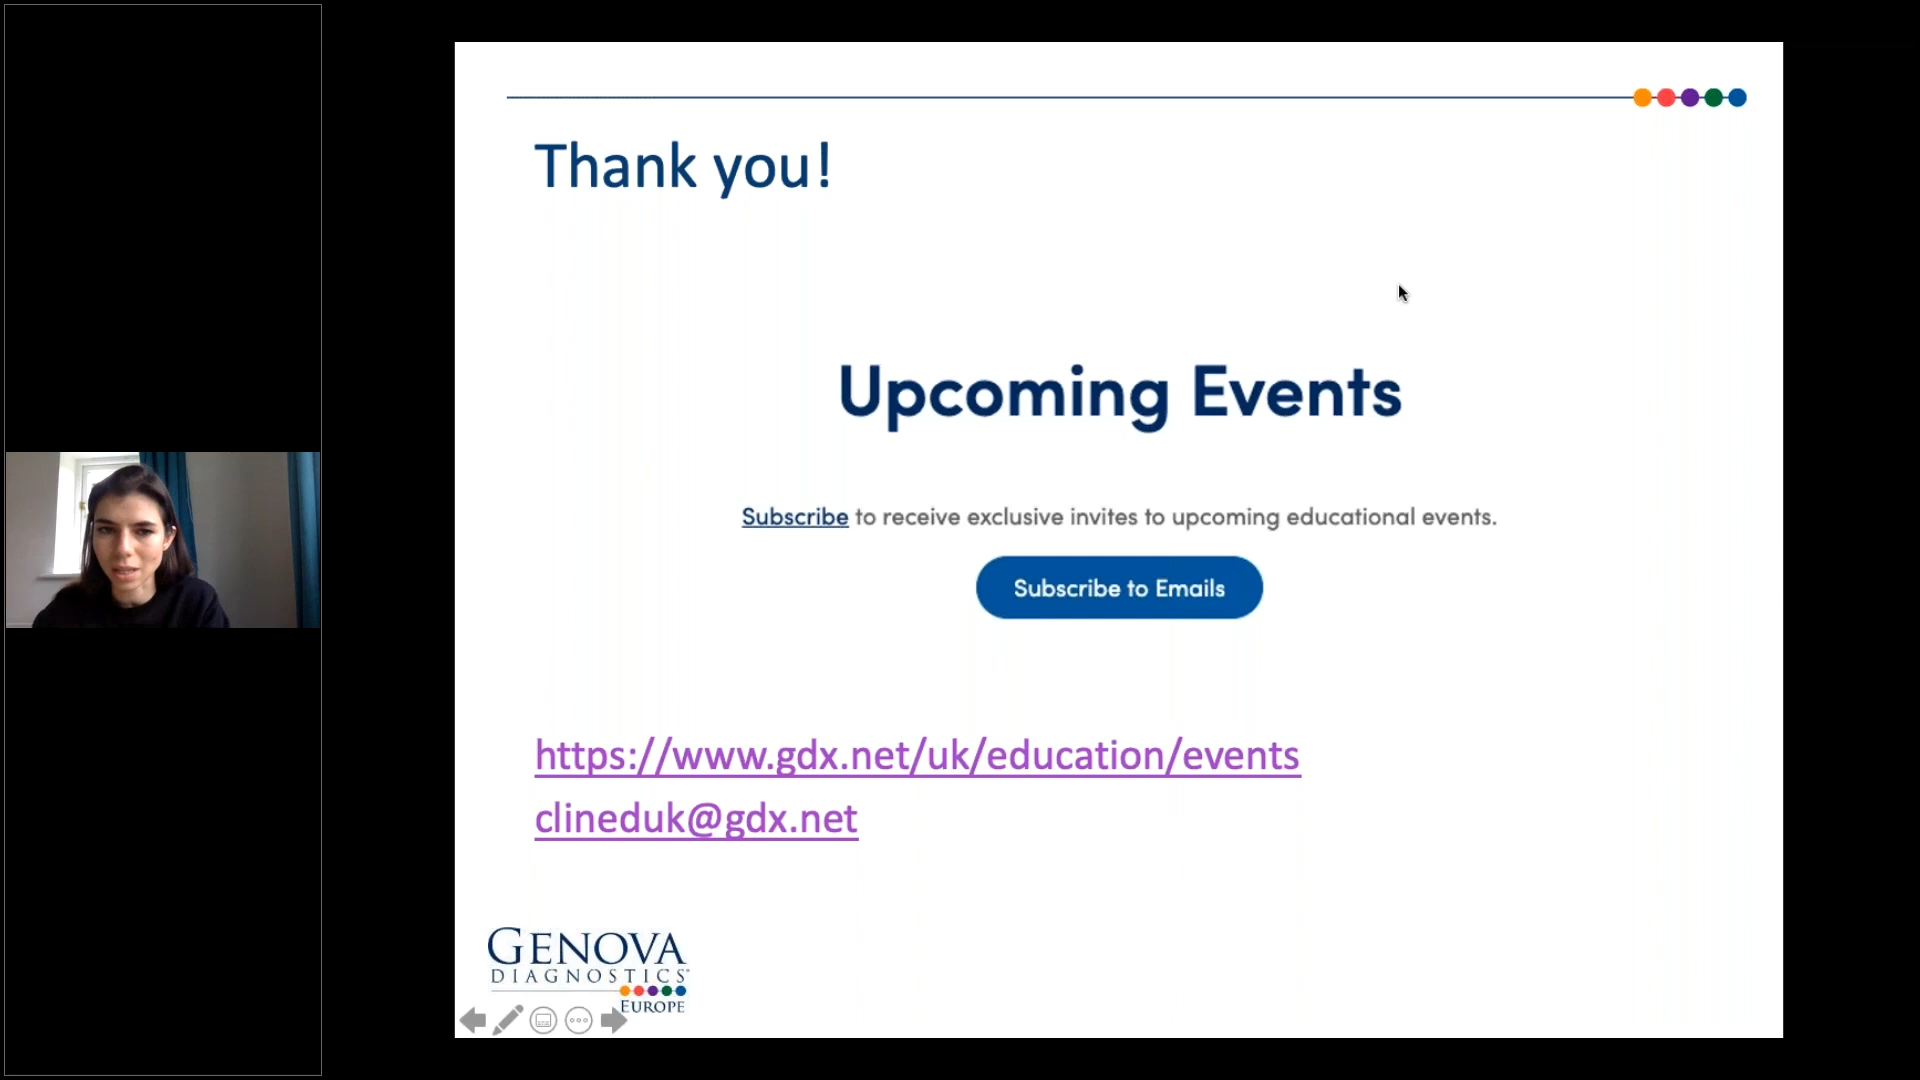 Thank you!
Upcoming Events
Subscribe to receive exclusive invites to upcoming educational events.
Subscribe to Emails
https://www.gdx.net/uk/education/events
clineduk@gdx.net
GENOVA
DIAGNOSTICS
EUROPE